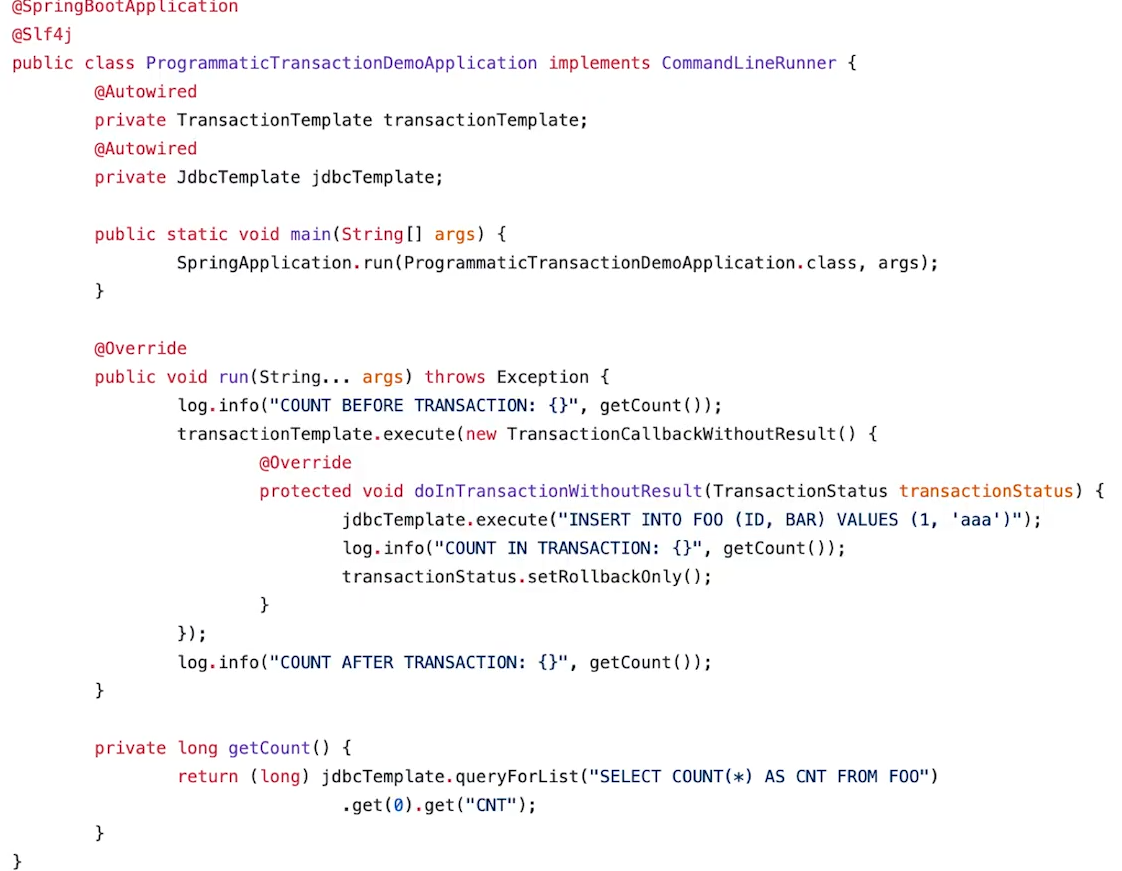 @SpringBootApplication
@Slf4j
public class ProgrammaticTransactionDemoApplication implements CommandLineRunner {
@Autowired
private TransactionTemplate transactionTemplate;
@Autowired
private JdbcTemplate jdbcTemplate;
public static void main(String[] args) {
SpringApplication.run(ProgrammaticTransactionDemoApplication.class, args);
}
@Override
public void run(String... args) throws Exception {
log.info("COUNT BEFORE TRANSACTION: {}", getCount());
transactionTemplate.execute(new TransactionCallbackWithoutResult() {
@Override
protected void doInTransactionWithoutResult(TransactionStatus transactionStatus) {
jdbcTemplate.execute("INSERT INTO FOO (ID, BAR) VALUES (1, 'aaa')");
log.info("COUNT IN TRANSACTION: {}", getCount());
transactionStatus.setRollbackOnly();
}
});
log.info("COUNT AFTER TRANSACTION: {}", getCount());
}
private long getCount() {
return (long) jdbcTemplate.queryForList("SELECT COUNT(*) AS CNT FROM FOO")
.get(0).get("CNT");
}
}